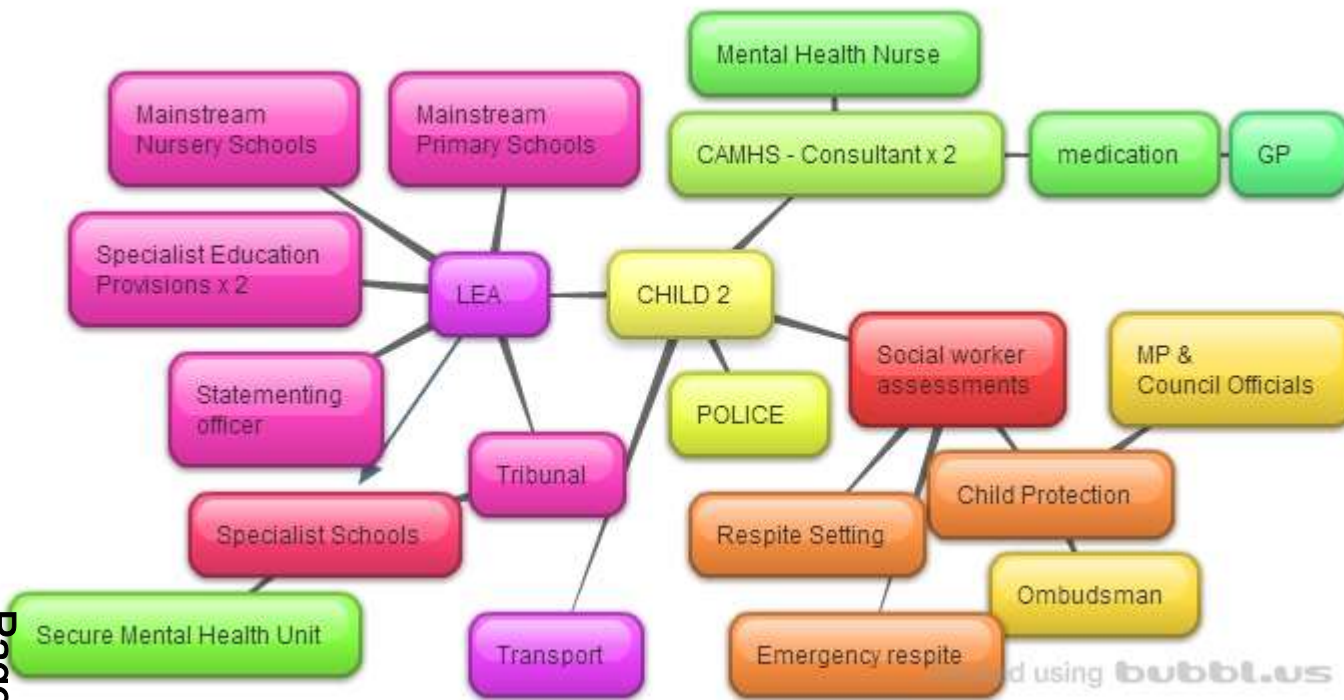 Mental Health Nurse
Mainstream
Nursery Schools
Mainstream
Primary Schools
CAMHS - Consultant x 2
medication
GP
Specialist Education
Provisions x 2
LEA
CHILD 2
Social worker
assessments
MP &
Council Officials
Statementing
officer
POLICE
Tribunal
Child Protection
Specialist Schools
Respite Setting
Ombudsman
Secure Mental Health Unit
Transport
Emergency respite
using bubbl.us